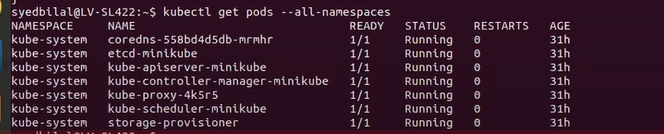 syedbilal@LV-SL422:~$ kubectl get pods --all-namespaces
NAMESPACE NAME READY STATUS RESTARTS AGE
kube-system coredns-558bd4d5db-mrmhr 1/1 Running 0 31h
kube-system etcd-minikube 1/1 Running 0 31h
kube-system kube-apiserver-minikube 1/1 Running 0 31h
kube-system kube-controller-manager-minikube 1/1 Running 0 31h
kube-system kube-proxy-4k5r5 1/1 Running 0 31h
kube-system kube-scheduler-minikube 1/1 Running 0 31h
kube-system storage-provisioner 1/1 Running 0 31h